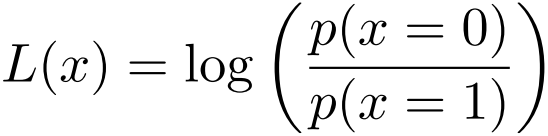 L(x) = log ( p(x = 0) / p(x = 1) )